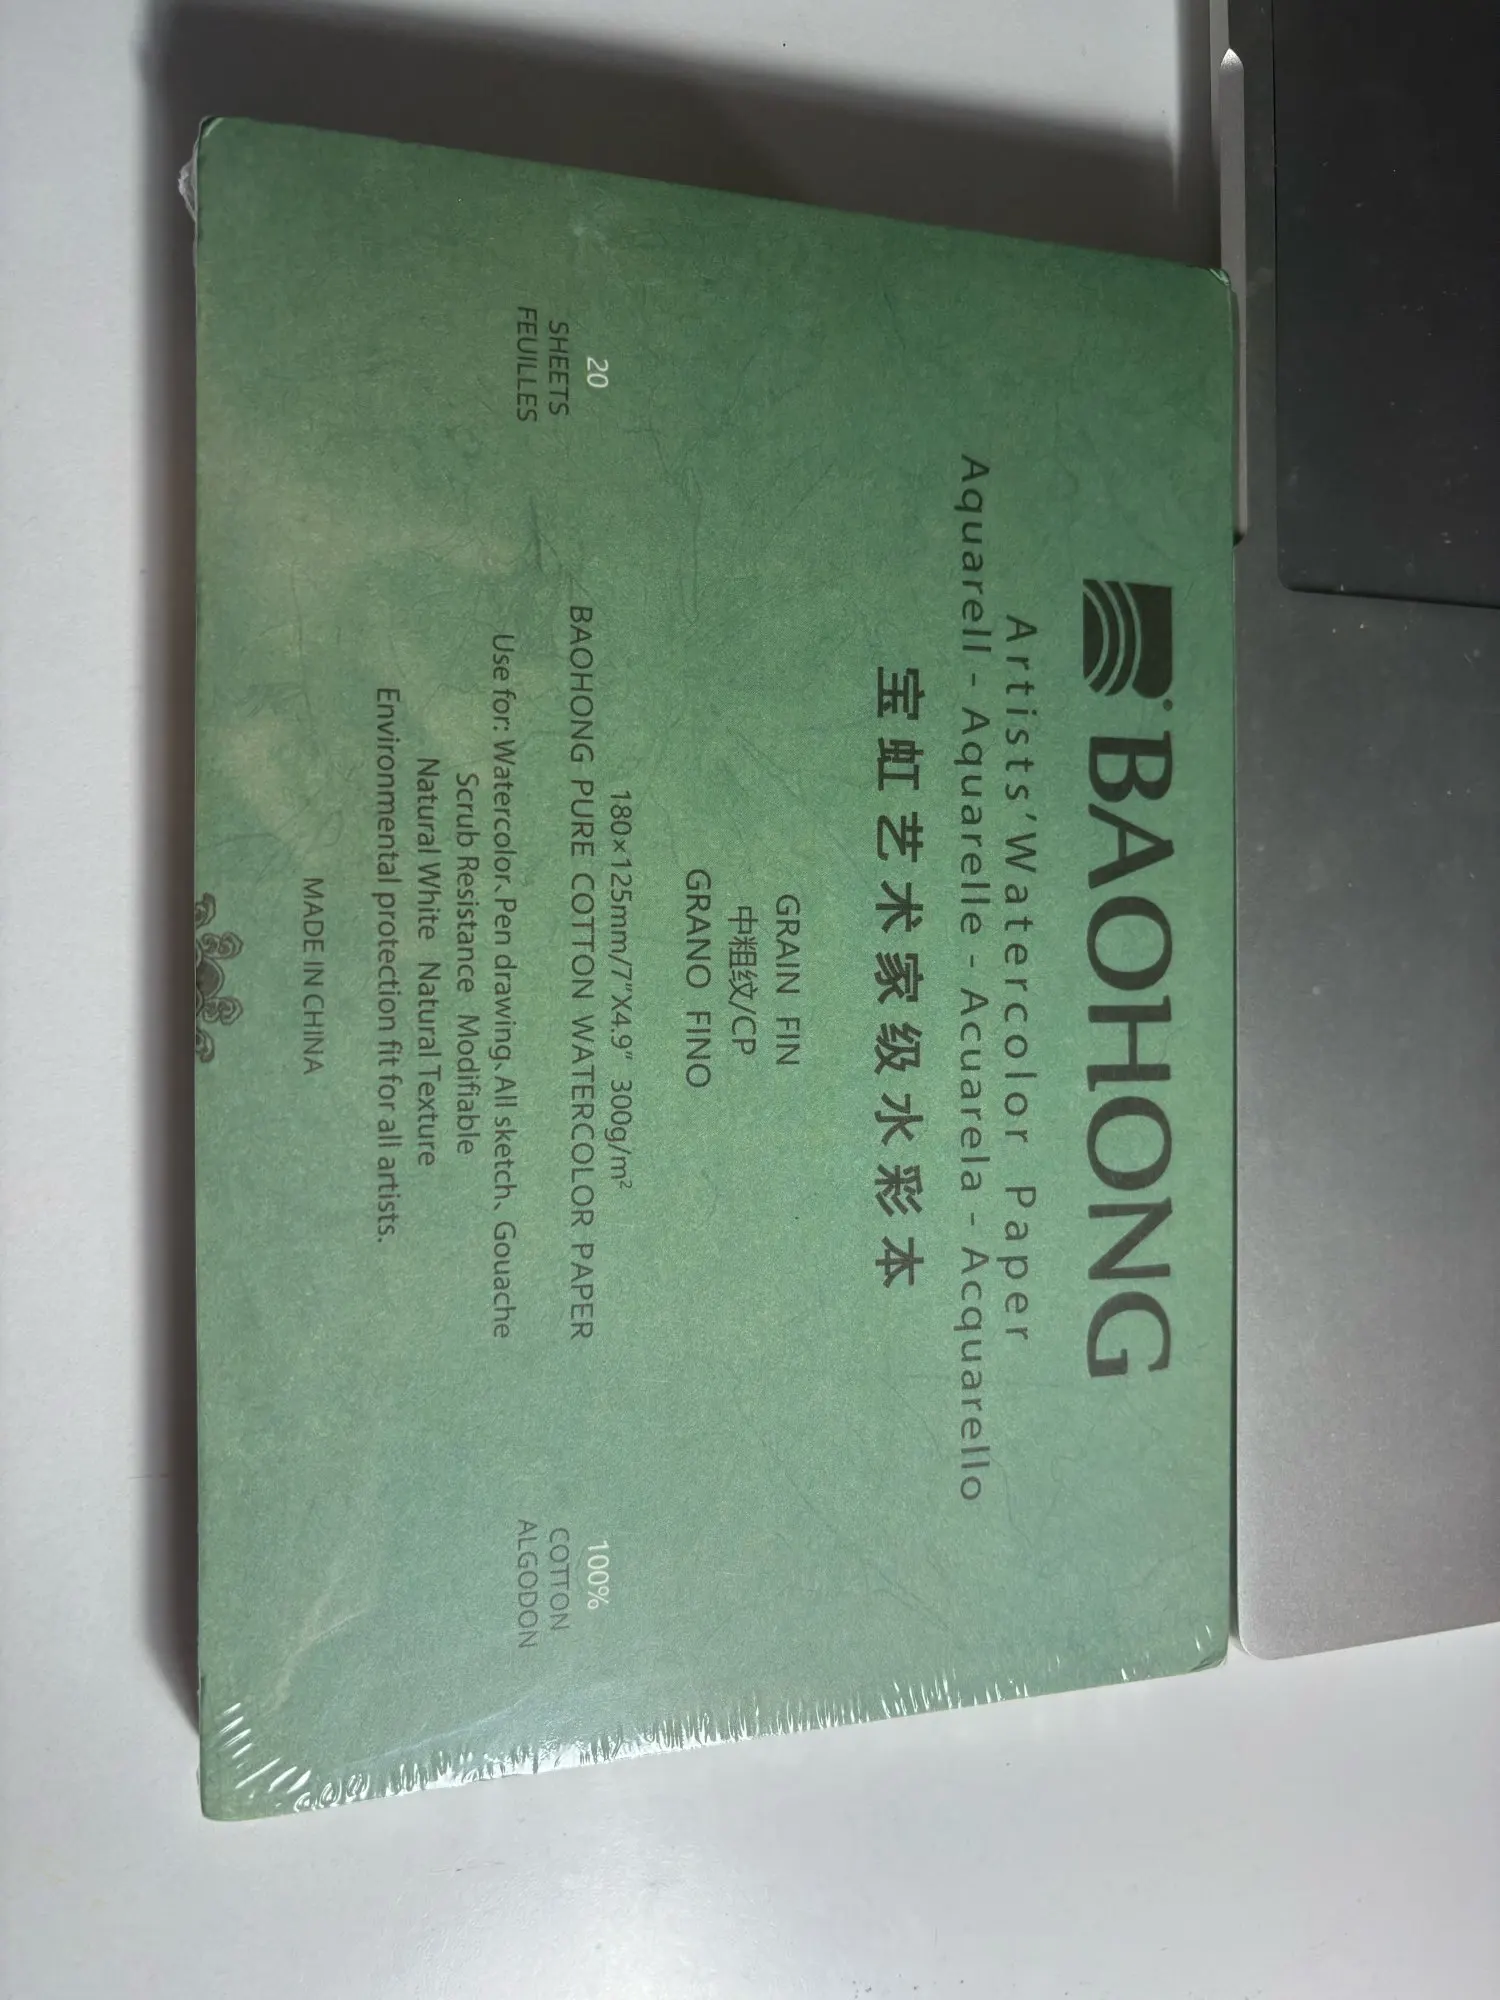 BAOHONG
Artists' Watercolor Paper
Aquarell - Aquarelle - Acuarela - Acquarello
宝虹艺术家级水彩本
GRAIN FIN
中粗纹/CP
GRANO FINO
20
SHEETS
FEUILLES
180×125mm/7"X4.9" 300g/m²
BAOHONG PURE COTTON WATERCOLOR PAPER
Use for: Watercolor、Pen drawing、All sketch、Gouache
Scrub Resistance Modifiable
Natural White Natural Texture
Environmental protection fit for all artists.
100%
COTTON
ALGODON
MADE IN CHINA